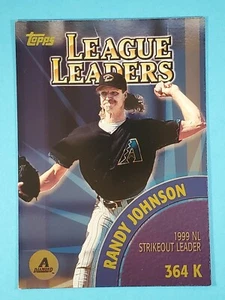 Topps
LEAGUE
LEADERS
RANDY JOHNSON
1999 NL
STRIKEOUT LEADER
364 K